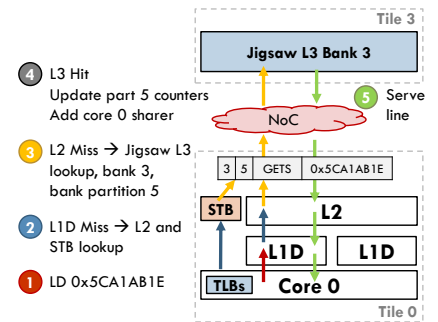 Tile 3
Jigsaw L3 Bank 3
4 L3 Hit
Update part 5 counters
Add core 0 sharer
5 Serve
line
NoC
3 L2 Miss → Jigsaw L3
lookup, bank 3,
bank partition 5
3 5 GETS 0x5CA1AB1E
STB
L2
2 L1D Miss → L2 and
STB lookup
L1D
L1D
1 LD 0x5CA1AB1E
TLBs
Core 0
Tile 0